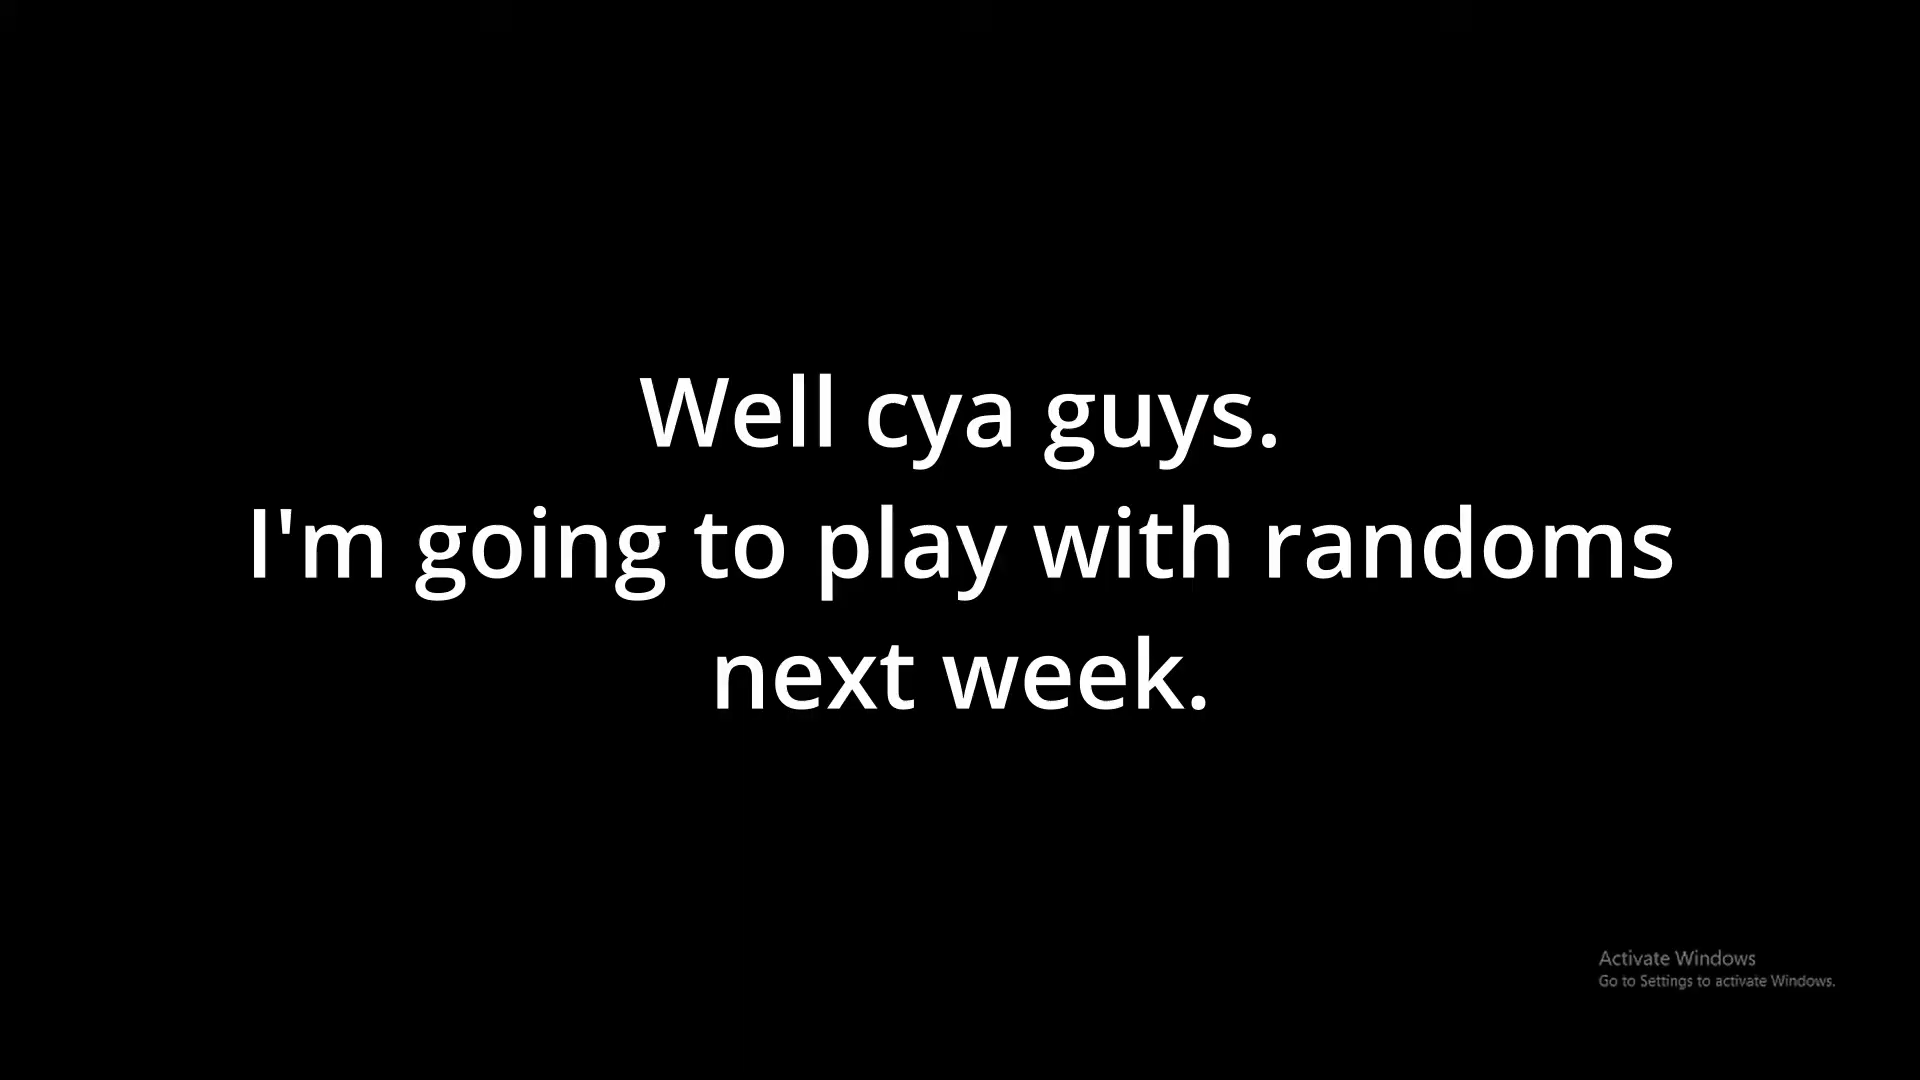 Well cya guys.
I'm going to play with randoms
next week.
Activate Windows
Go to Settings to activate Windows.